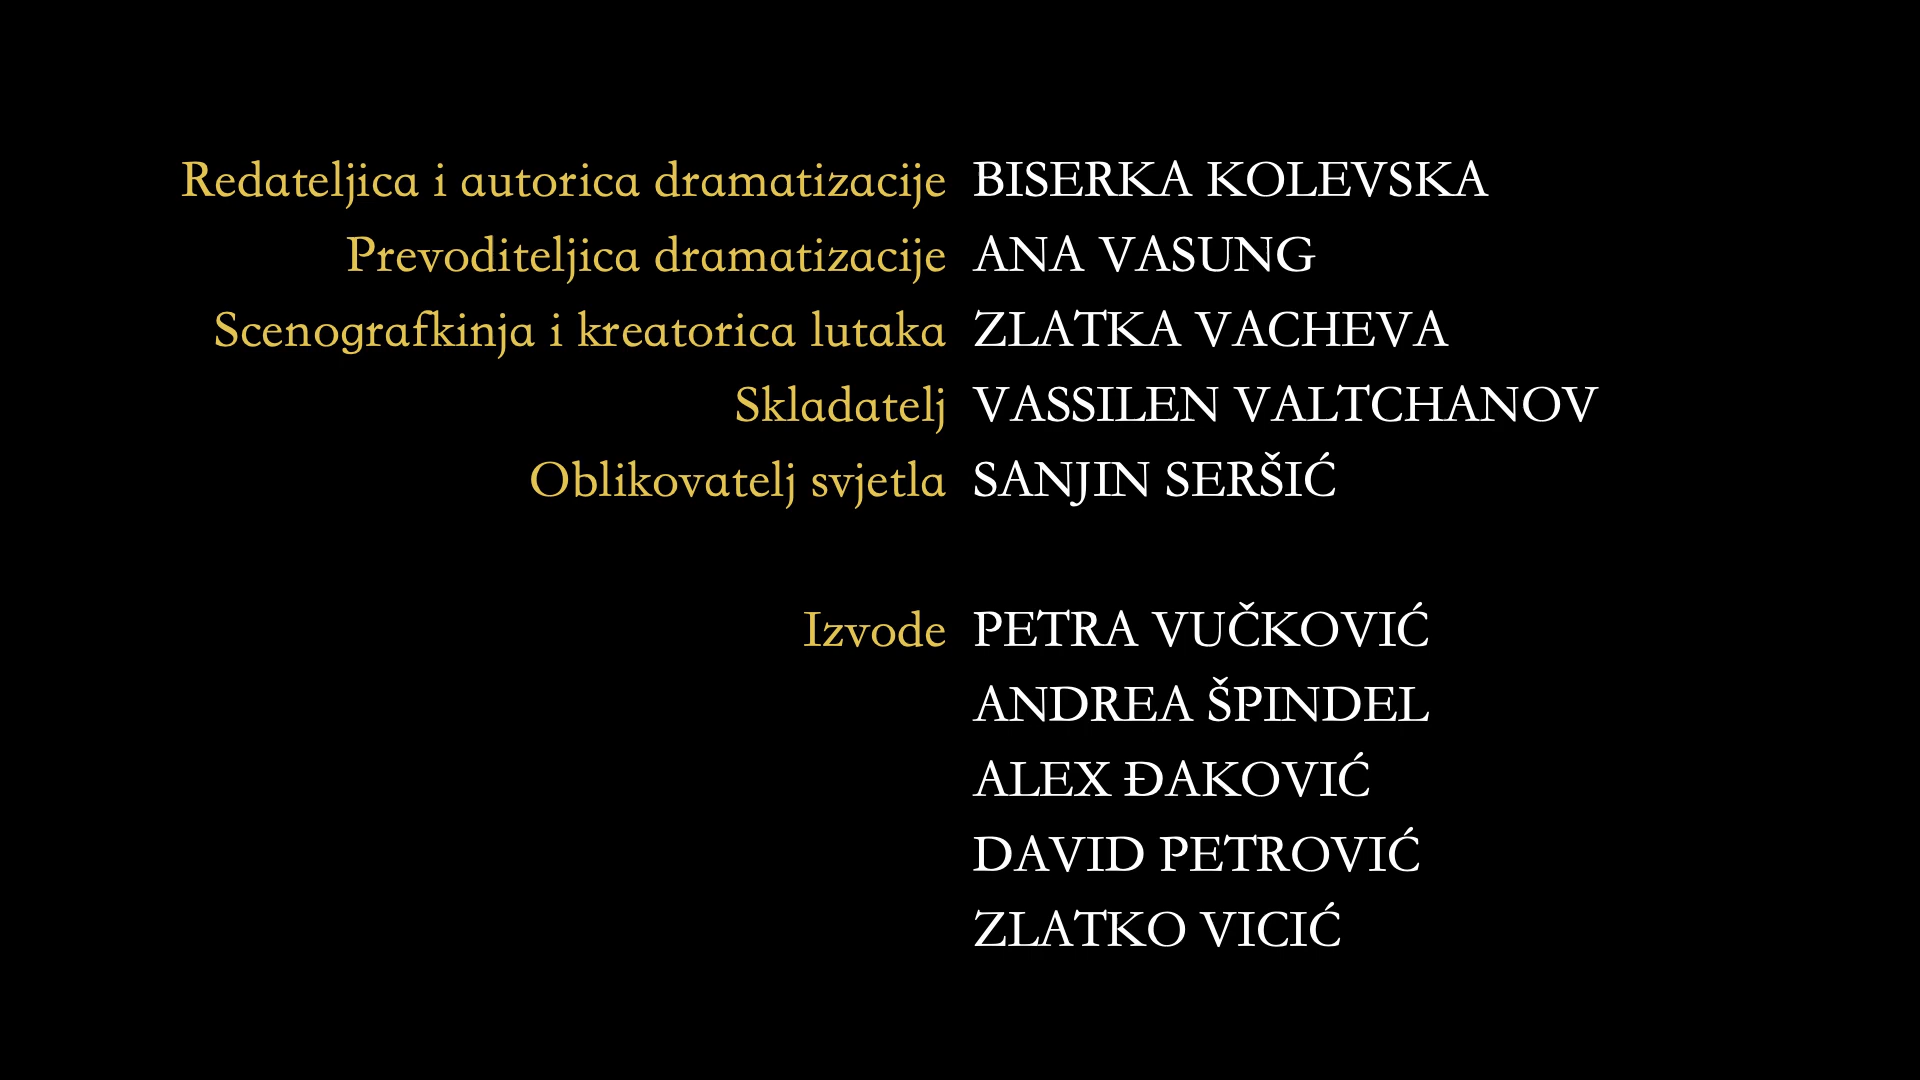 Redateljica i autorica dramatizacije BISERKA KOLEVSKA
Prevoditeljica dramatizacije ANA VASUNG
Scenografkinja i kreatorica lutaka ZLATKA VACHEVA
Skladatelj VASSILEN VALTCHANOV
Oblikovatelj svjetla SANJIN SERŠIĆ
Izvode PETRA VUČKOVIĆ
ANDREA ŠPINDEL
ALEX ĐAKOVIĆ
DAVID PETROVIĆ
ZLATKO VICIĆ